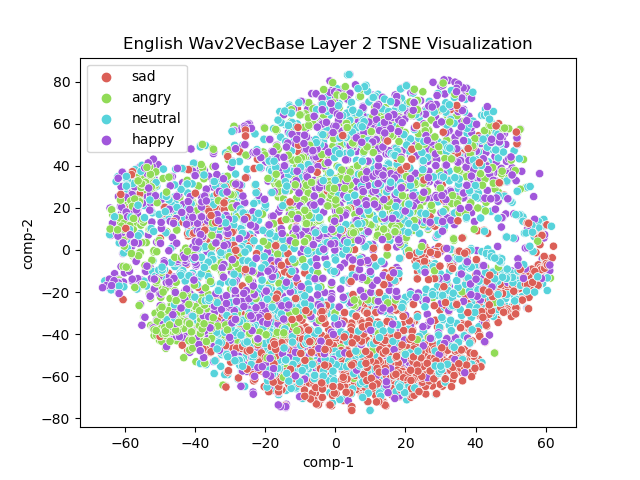 English Wav2VecBase Layer 2 TSNE Visualization
sad
angry
neutral
happy
comp-2
80
60
40
20
0
−20
−40
−60
−80
−60 −40 −20 0 20 40 60
comp-1